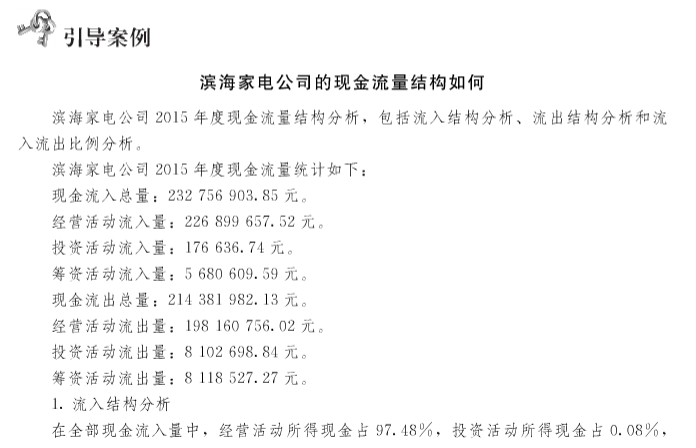 引导案例
滨海家电公司的现金流量结构如何
滨海家电公司 2015 年度现金流量结构分析，包括流入结构分析、流出结构分析和流
入流出比例分析。
滨海家电公司 2015 年度现金流量统计如下：
现金流入总量：232 756 903.85 元。
经营活动流入量：226 899 657.52 元。
投资活动流入量：176 636.74 元。
筹资活动流入量：5 680 609.59 元。
现金流出总量：214 381 982.13 元。
经营活动流出量：198 160 756.02 元。
投资活动流出量：8 102 698.84 元。
筹资活动流出量：8 118 527.27 元。
1. 流入结构分析
在全部现金流入量中，经营活动所得现金占 97.48%，投资活动所得现金占 0.08%，